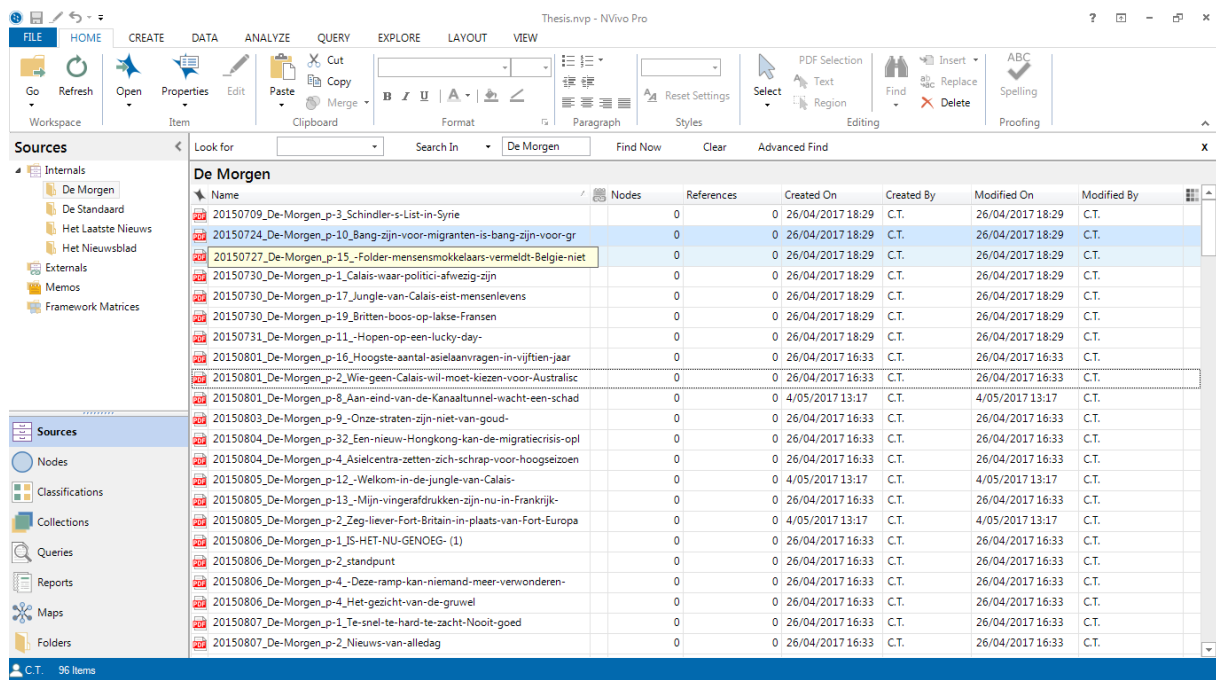 Thesis.nvp - NVivo Pro
FILE HOME CREATE DATA ANALYZE QUERY EXPLORE LAYOUT VIEW
Go Refresh Open Properties Edit Paste Cut Copy Merge B I U A Reset Settings Select PDF Selection Text Region Find Insert Replace Delete ABC Spelling
Workspace Item Clipboard Format Paragraph Styles Editing Proofing
Sources
Look for Search In De Morgen Find Now Clear Advanced Find X
Internals
De Morgen
De Standaard
Het Laatste Nieuws
Het Nieuwsblad
Externals
Memos
Framework Matrices
Sources
Nodes
Classifications
Collections
Queries
Reports
Maps
Folders
De Morgen
Name Nodes References Created On Created By Modified On Modified By
20150709_De-Morgen_p-3_Schindler-s-List-in-Syrie 0 0 26/04/2017 18:29 C.T. 26/04/2017 18:29 C.T.
20150724_De-Morgen_p-10_Bang-zijn-voor-migranten-is-bang-zijn-voor-gr 0 0 26/04/2017 18:29 C.T. 26/04/2017 18:29 C.T.
20150727_De-Morgen_p-15_-Folder-mensensmokkelaars-vermeldt-Belgie-niet 0 0 26/04/2017 18:29 C.T. 26/04/2017 18:29 C.T.
20150730_De-Morgen_p-1_Calais-waar-politici-afwezig-zijn 0 0 26/04/2017 18:29 C.T. 26/04/2017 18:29 C.T.
20150730_De-Morgen_p-17_Jungle-van-Calais-eist-mensenlevens 0 0 26/04/2017 18:29 C.T. 26/04/2017 18:29 C.T.
20150730_De-Morgen_p-19_Britten-boos-op-lakse-Fransen 0 0 26/04/2017 18:29 C.T. 26/04/2017 18:29 C.T.
20150731_De-Morgen_p-11_-Hopen-op-een-lucky-day- 0 0 26/04/2017 18:29 C.T. 26/04/2017 18:29 C.T.
20150801_De-Morgen_p-16_Hoogste-aantal-asielaanvragen-in-vijftien-jaar 0 0 26/04/2017 16:33 C.T. 26/04/2017 16:33 C.T.
20150801_De-Morgen_p-2_Wie-geen-Calais-wil-moet-kiezen-voor-Australisc 0 0 26/04/2017 16:33 C.T. 26/04/2017 16:33 C.T.
20150801_De-Morgen_p-8_Aan-eind-van-de-Kanaaltunnel-wacht-een-schad 0 0 4/05/2017 13:17 C.T. 4/05/2017 13:17 C.T.
20150803_De-Morgen_p-9_-Onze-straten-zijn-niet-van-goud- 0 0 26/04/2017 16:33 C.T. 26/04/2017 16:33 C.T.
20150804_De-Morgen_p-32_Een-nieuw-Hongkong-kan-de-migratiecrisis-opl 0 0 26/04/2017 16:33 C.T. 26/04/2017 16:33 C.T.
20150804_De-Morgen_p-4_Asielcentra-zetten-zich-schrap-voor-hoogseizoen 0 0 26/04/2017 16:33 C.T. 26/04/2017 16:33 C.T.
20150805_De-Morgen_p-12_-Welkom-in-de-jungle-van-Calais- 0 0 4/05/2017 13:17 C.T. 4/05/2017 13:17 C.T.
20150805_De-Morgen_p-13_-Mijn-vingerafdrukken-zijn-nu-in-Frankrijk- 0 0 26/04/2017 16:33 C.T. 26/04/2017 16:33 C.T.
20150805_De-Morgen_p-2_Zeg-liever-Fort-Britain-in-plaats-van-Fort-Europa 0 0 4/05/2017 13:17 C.T. 4/05/2017 13:17 C.T.
20150806_De-Morgen_p-1_IS-HET-NU-GENOEG- (1) 0 0 26/04/2017 16:33 C.T. 26/04/2017 16:33 C.T.
20150806_De-Morgen_p-2_standpunt 0 0 26/04/2017 16:33 C.T. 26/04/2017 16:33 C.T.
20150806_De-Morgen_p-4_-Deze-ramp-kan-niemand-meer-verwonderen- 0 0 26/04/2017 16:33 C.T. 26/04/2017 16:33 C.T.
20150806_De-Morgen_p-4_Het-gezicht-van-de-gruwel 0 0 26/04/2017 16:33 C.T. 26/04/2017 16:33 C.T.
20150807_De-Morgen_p-1_Te-snel-te-hard-te-zacht-Nooit-goed 0 0 26/04/2017 16:33 C.T. 26/04/2017 16:33 C.T.
20150807_De-Morgen_p-2_Nieuws-van-alledag 0 0 26/04/2017 16:33 C.T. 26/04/2017 16:33 C.T.
C.T. 96 Items